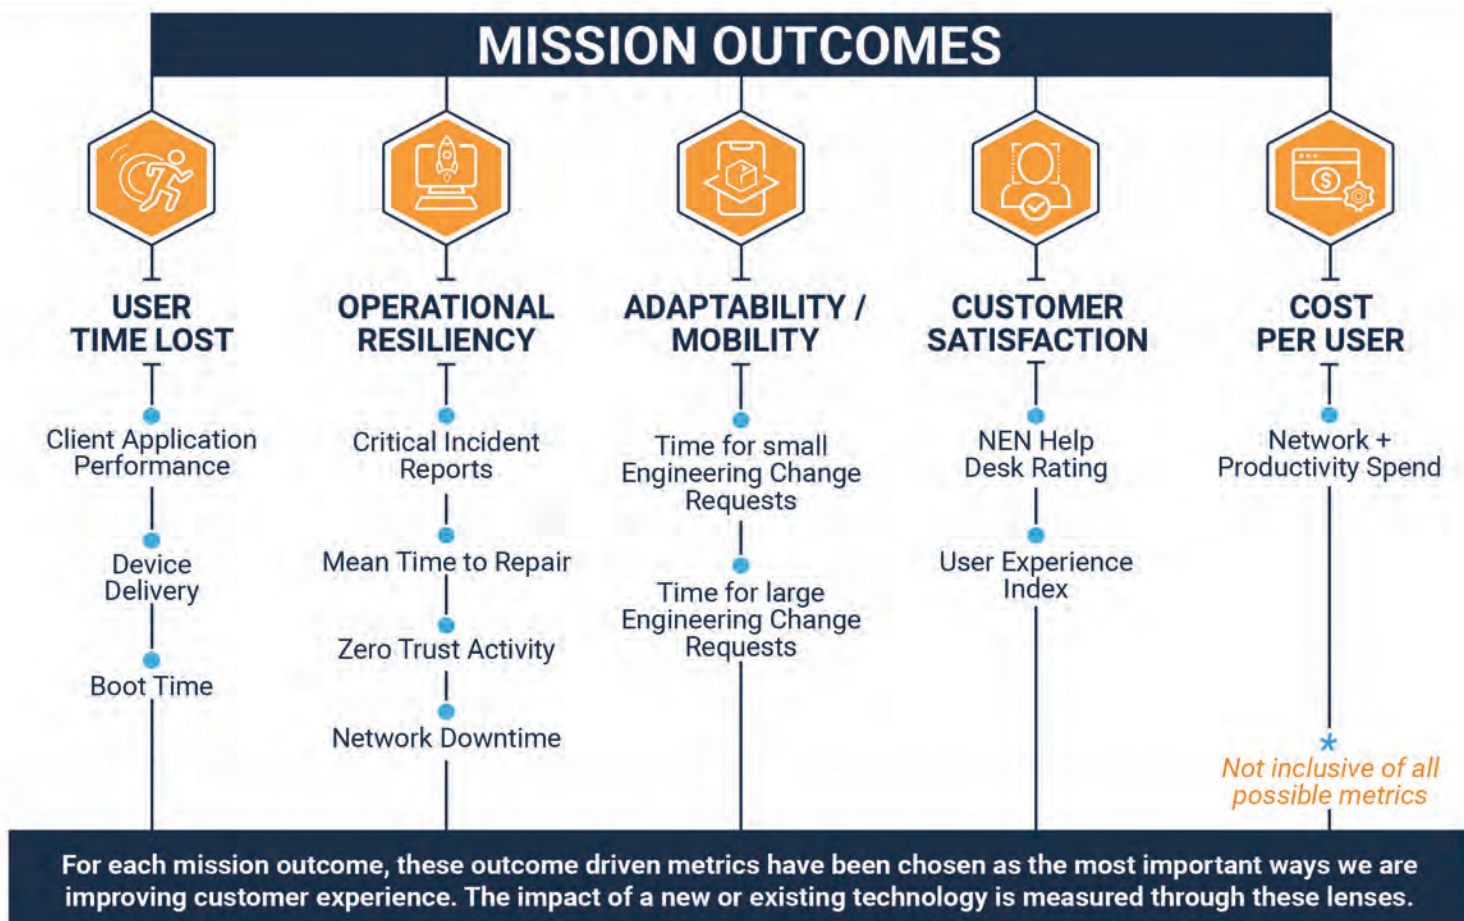 MISSION OUTCOMES
USER
TIME LOST
Client Application
Performance
Device
Delivery
Boot Time
OPERATIONAL
RESILIENCY
Critical Incident
Reports
Mean Time to Repair
Zero Trust Activity
Network Downtime
ADAPTABILITY /
MOBILITY
Time for small
Engineering Change
Requests
Time for large
Engineering Change
Requests
CUSTOMER
SATISFACTION
NEN Help
Desk Rating
User Experience
Index
COST
PER USER
$
Network +
Productivity Spend
*
Not inclusive of all
possible metrics
For each mission outcome, these outcome driven metrics have been chosen as the most important ways we are
improving customer experience. The impact of a new or existing technology is measured through these lenses.